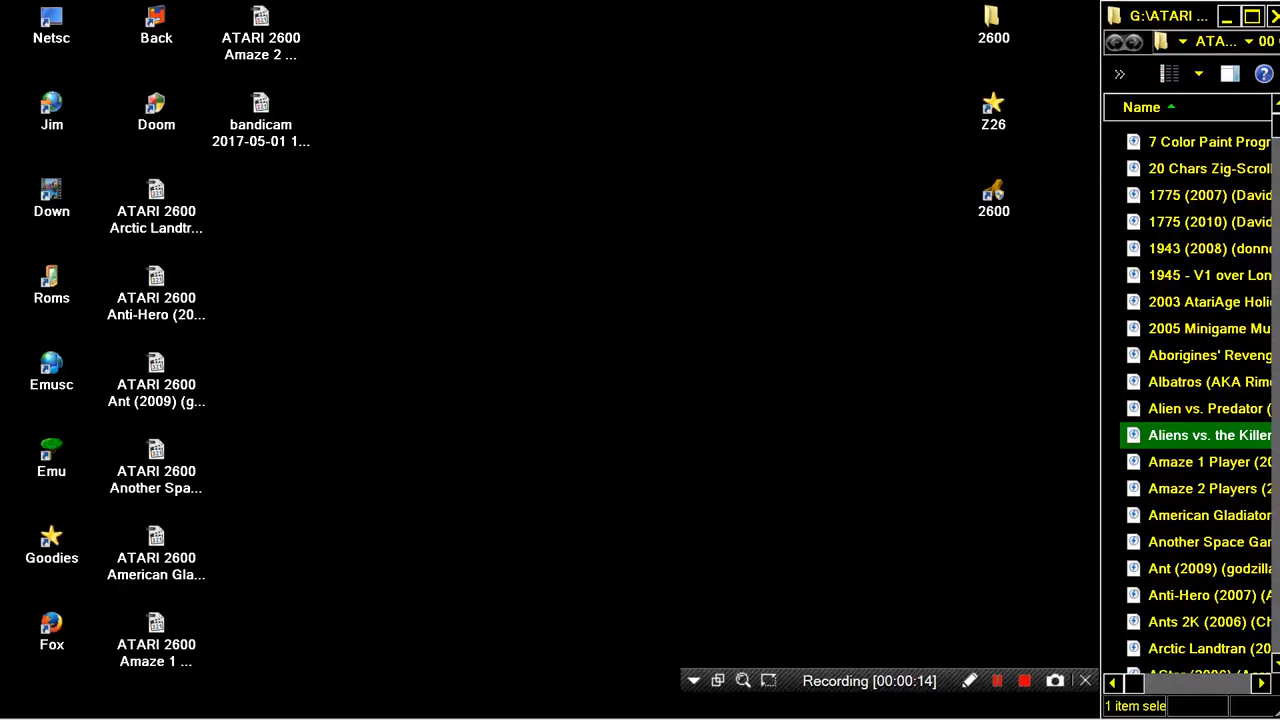 Netsc
Back
ATARI 2600
Amaze 2 ...
2600
Jim
Doom
bandicam
2017-05-01 1...
Z26
Down
ATARI 2600
Arctic Landtr...
2600
Roms
ATARI 2600
Anti-Hero (20...
Emusc
ATARI 2600
Ant (2009) (g...
Emu
ATARI 2600
Another Spa...
Goodies
ATARI 2600
American Gla...
Fox
ATARI 2600
Amaze 1 ...
Recording [00:00:14]
G:\ATARI ...
ATA... 00
Name
7 Color Paint Progr
20 Chars Zig-Scroll
1775 (2007) (David
1775 (2010) (David
1943 (2008) (donn
1945 - V1 over Lon
2003 AtariAge Holi
2005 Minigame Mu
Aborigines' Reveng
Albatros (AKA Rim
Alien vs. Predator (
Aliens vs. the Killer
Amaze 1 Player (20
Amaze 2 Players (2
American Gladiator
Another Space Gar
Ant (2009) (godzilla
Anti-Hero (2007) (A
Ants 2K (2006) (Ch
Arctic Landtran (20
1 item sele